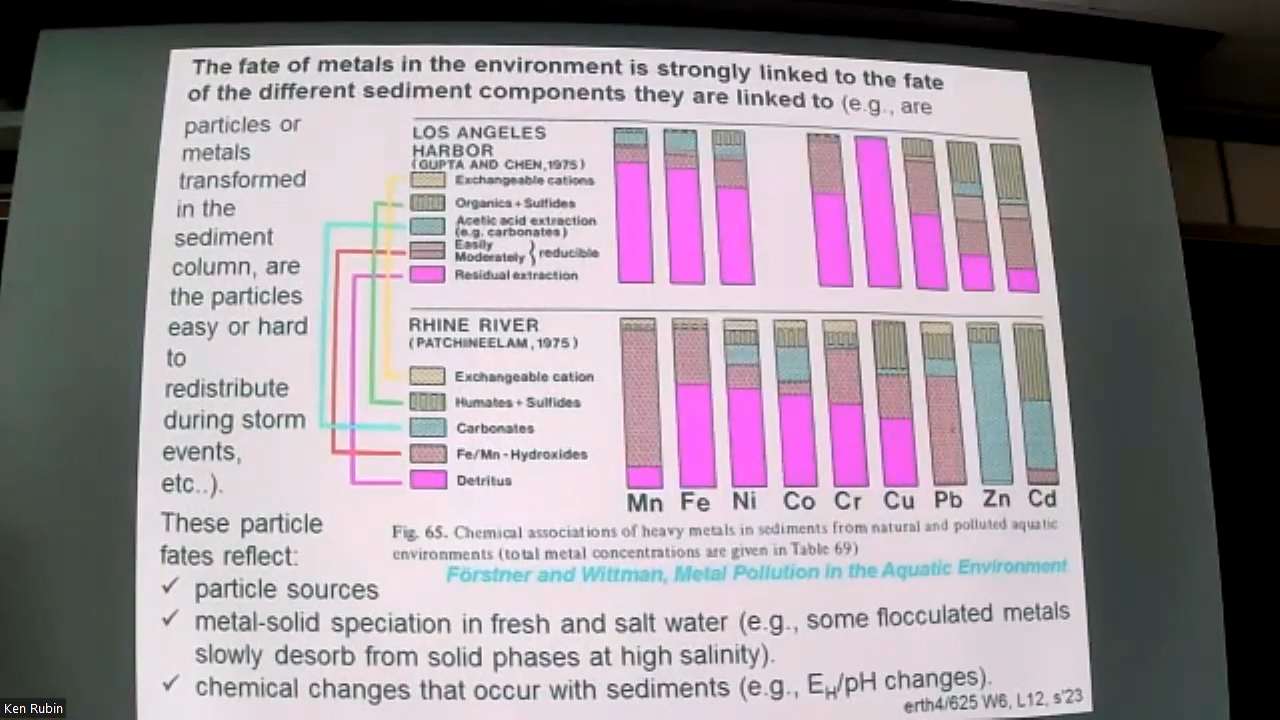 The fate of metals in the environment is strongly linked to the fate
of the different sediment components they are linked to (e.g., are
particles or
metals
transformed
in the
sediment
column, are
the particles
easy or hard
to
redistribute
during storm
events,
etc..).
These particle
fates reflect:
✓ particle sources
✓ metal-solid speciation in fresh and salt water (e.g., some flocculated metals
slowly desorb from solid phases at high salinity).
✓ chemical changes that occur with sediments (e.g., EH/pH changes).
LOS ANGELES
HARBOR
(GUPTA AND CHEN, 1975)
Exchangeable cations
Organics + Sulfides
Acetic acid extraction
(e.g. carbonates)
Easily
Moderately } reducible
Residual extraction
RHINE RIVER
(PATCHINEELAM, 1975)
Exchangeable cation
Humates + Sulfides
Carbonates
Fe/Mn - Hydroxides
Detritus
Mn Fe Ni Co Cr Cu Pb Zn Cd
Fig. 65. Chemical associations of heavy metals in sediments from natural and polluted aquatic
environments (total metal concentrations are given in Table 69)
Förstner and Wittman, Metal Pollution in the Aquatic Environment
erth4/625 W6, L12, s'23
Ken Rubin